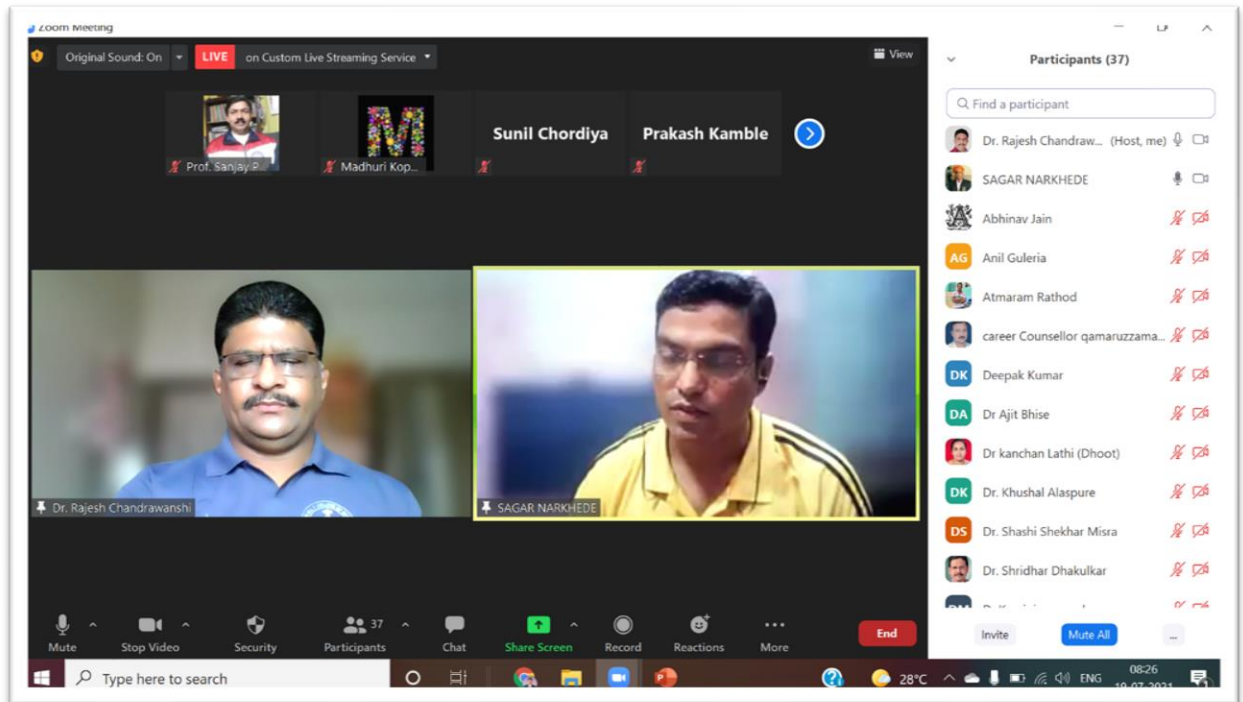 Zoom Meeting
Original Sound: On
LIVE on Custom Live Streaming Service
View
Prof. Sanjay P...
Madhuri Kop...
Sunil Chordiya
Prakash Kamble
Dr. Rajesh Chandrawanshi
SAGAR NARKHEDE
Participants (37)
Find a participant
Dr. Rajesh Chandraw... (Host, me)
SAGAR NARKHEDE
Abhinav Jain
AG Anil Guleria
Atmaram Rathod
career Counsellor qamaruzzama...
DK Deepak Kumar
DA Dr Ajit Bhise
Dr kanchan Lathi (Dhoot)
DK Dr. Khushal Alaspure
DS Dr. Shashi Shekhar Misra
Dr. Shridhar Dhakulkar
Invite Mute All ...
37
Mute Stop Video Security Participants Chat Share Screen Record Reactions More End
Type here to search
28°C ENG 08:26
19-07-2021